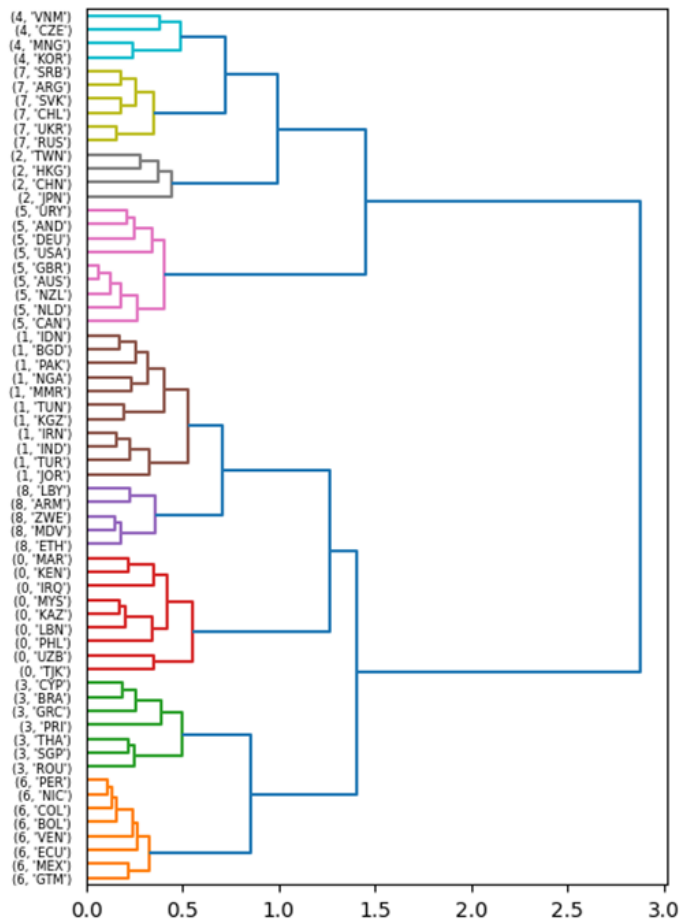 (4, 'VNM')
(4, 'CZE')
(4, 'MNG')
(4, 'KOR')
(7, 'SRB')
(7, 'ARG')
(7, 'SVK')
(7, 'CHL')
(7, 'UKR')
(7, 'RUS')
(2, 'TWN')
(2, 'HKG')
(2, 'CHN')
(2, 'JPN')
(5, 'URY')
(5, 'AND')
(5, 'DEU')
(5, 'USA')
(5, 'GBR')
(5, 'AUS')
(5, 'NZL')
(5, 'NLD')
(5, 'CAN')
(1, 'IDN')
(1, 'BGD')
(1, 'PAK')
(1, 'NGA')
(1, 'MMR')
(1, 'TUN')
(1, 'KGZ')
(1, 'IRN')
(1, 'IND')
(1, 'TUR')
(1, 'JOR')
(8, 'LBY')
(8, 'ARM')
(8, 'ZWE')
(8, 'MDV')
(8, 'ETH')
(0, 'MAR')
(0, 'KEN')
(0, 'IRQ')
(0, 'MYS')
(0, 'KAZ')
(0, 'LBN')
(0, 'PHL')
(0, 'UZB')
(0, 'TJK')
(3, 'CYP')
(3, 'BRA')
(3, 'GRC')
(3, 'PRI')
(3, 'THA')
(3, 'SGP')
(3, 'ROU')
(6, 'PER')
(6, 'NIC')
(6, 'COL')
(6, 'BOL')
(6, 'VEN')
(6, 'ECU')
(6, 'MEX')
(6, 'GTM')
0.0 0.5 1.0 1.5 2.0 2.5 3.0